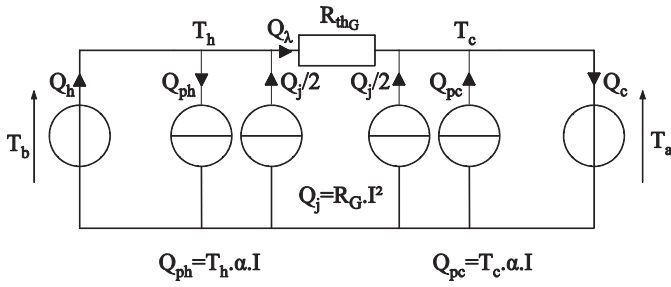 R_thG
T_h Q_λ T_c
Q_h Q_ph Q_j/2 Q_j/2 Q_pc Q_c
T_b T_a
Q_j=R_G.I²
Q_ph=T_h.α.I Q_pc=T_c.α.I